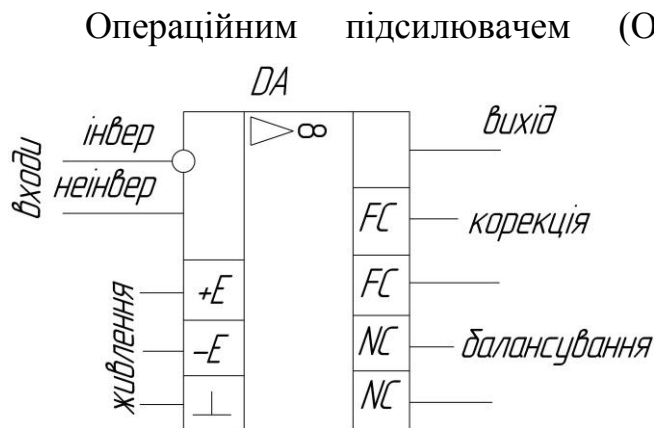 Операційним підсилювачем (О
DA
входи
інвер
неінвер
▷ ∞
вихід
FC
корекція
FC
живлення
+E
–E
⊥
NC
балансування
NC